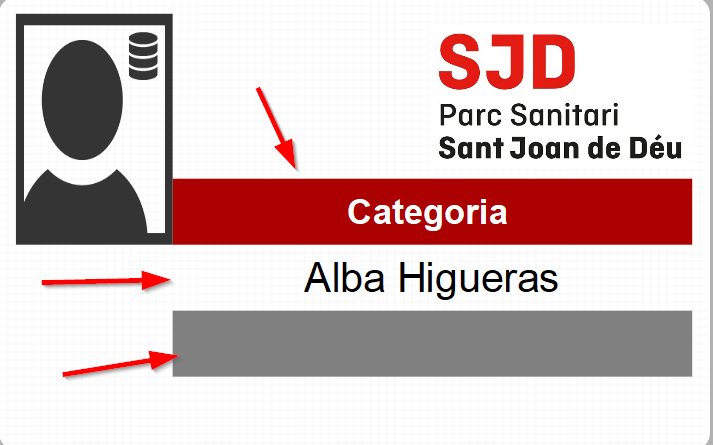 SJD
Parc Sanitari
Sant Joan de Déu
Categoria
Alba Higueras